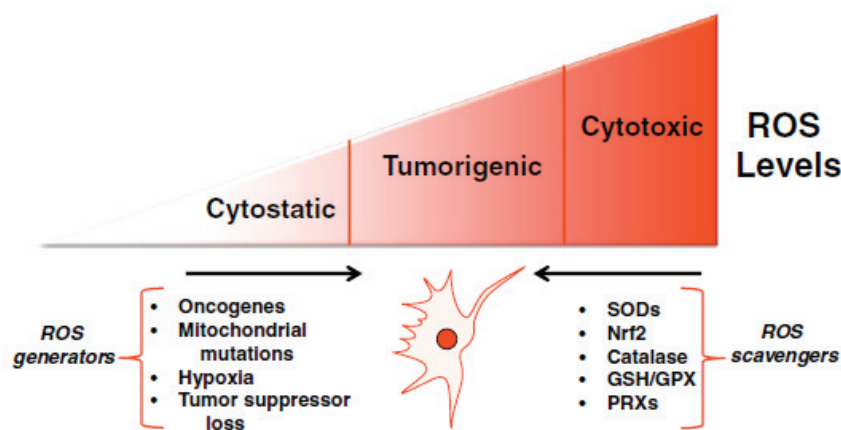 Cytostatic
Tumorigenic
Cytotoxic
ROS
Levels
ROS
generators
• Oncogenes
• Mitochondrial
mutations
• Hypoxia
• Tumor suppressor
loss
• SODs
• Nrf2
• Catalase
• GSH/GPX
• PRXs
ROS
scavengers